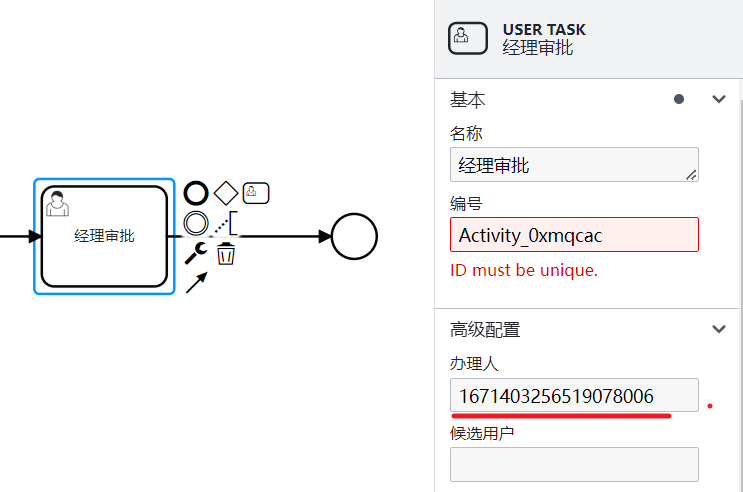 经理审批
USER TASK
经理审批
基本
名称
经理审批
编号
Activity_0xmqcac
ID must be unique.
高级配置
办理人
1671403256519078006
候选用户